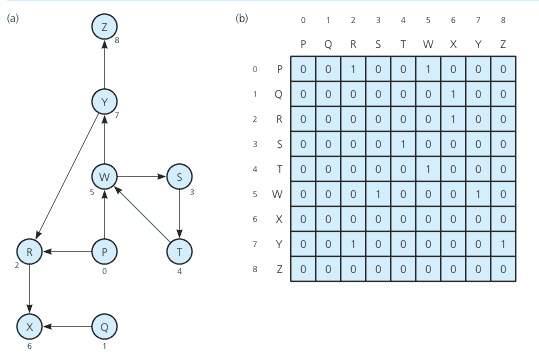 (a)
Z
8
Y
7
W
5
S
3
R
2
P
0
T
4
X
6
Q
1
(b)
0 1 2 3 4 5 6 7 8
P Q R S T W X Y Z
0 P 0 0 1 0 0 1 0 0 0
1 Q 0 0 0 0 0 0 1 0 0
2 R 0 0 0 0 0 0 1 0 0
3 S 0 0 0 0 1 0 0 0 0
4 T 0 0 0 0 0 1 0 0 0
5 W 0 0 0 1 0 0 0 1 0
6 X 0 0 0 0 0 0 0 0 0
7 Y 0 0 1 0 0 0 0 0 1
8 Z 0 0 0 0 0 0 0 0 0